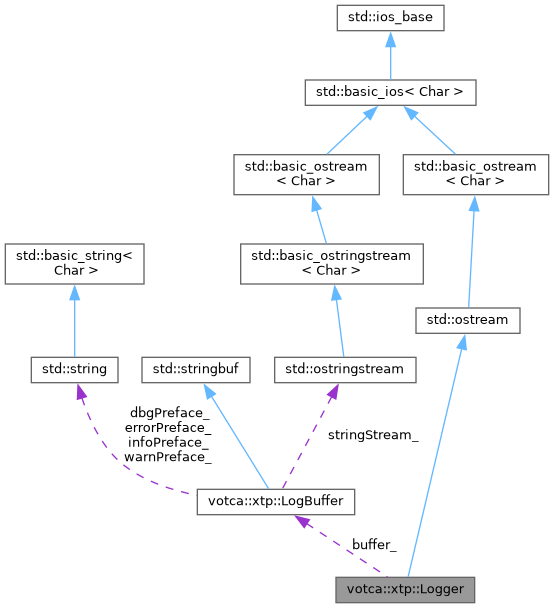 std::ios_base
std::basic_ios< Char >
std::basic_ostream
< Char >
std::basic_ostream
< Char >
std::basic_string<
Char >
std::basic_ostringstream
< Char >
std::ostream
std::string
std::stringbuf
std::ostringstream
dbgPreface_
errorPreface_
infoPreface_
warnPreface_
stringStream_
votca::xtp::LogBuffer
buffer_
votca::xtp::Logger